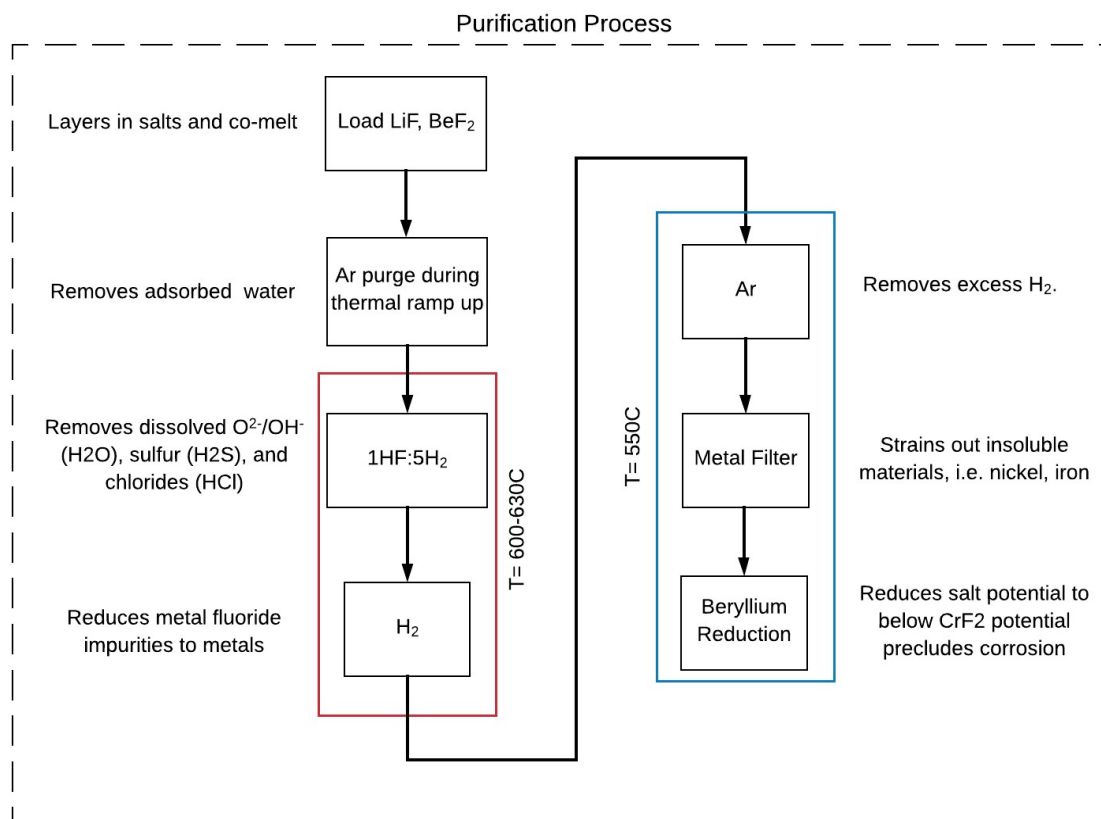 Purification Process
Layers in salts and co-melt
Load LiF, BeF₂
Removes adsorbed  water
Ar purge during
thermal ramp up
Removes dissolved O²⁻/OH⁻
(H2O), sulfur (H2S), and
chlorides (HCl)
1HF:5H₂
T= 600-630C
Reduces metal fluoride
impurities to metals
H₂
Ar
Removes excess H₂.
T= 550C
Metal Filter
Strains out insoluble
materials, i.e. nickel, iron
Beryllium
Reduction
Reduces salt potential to
below CrF2 potential
precludes corrosion